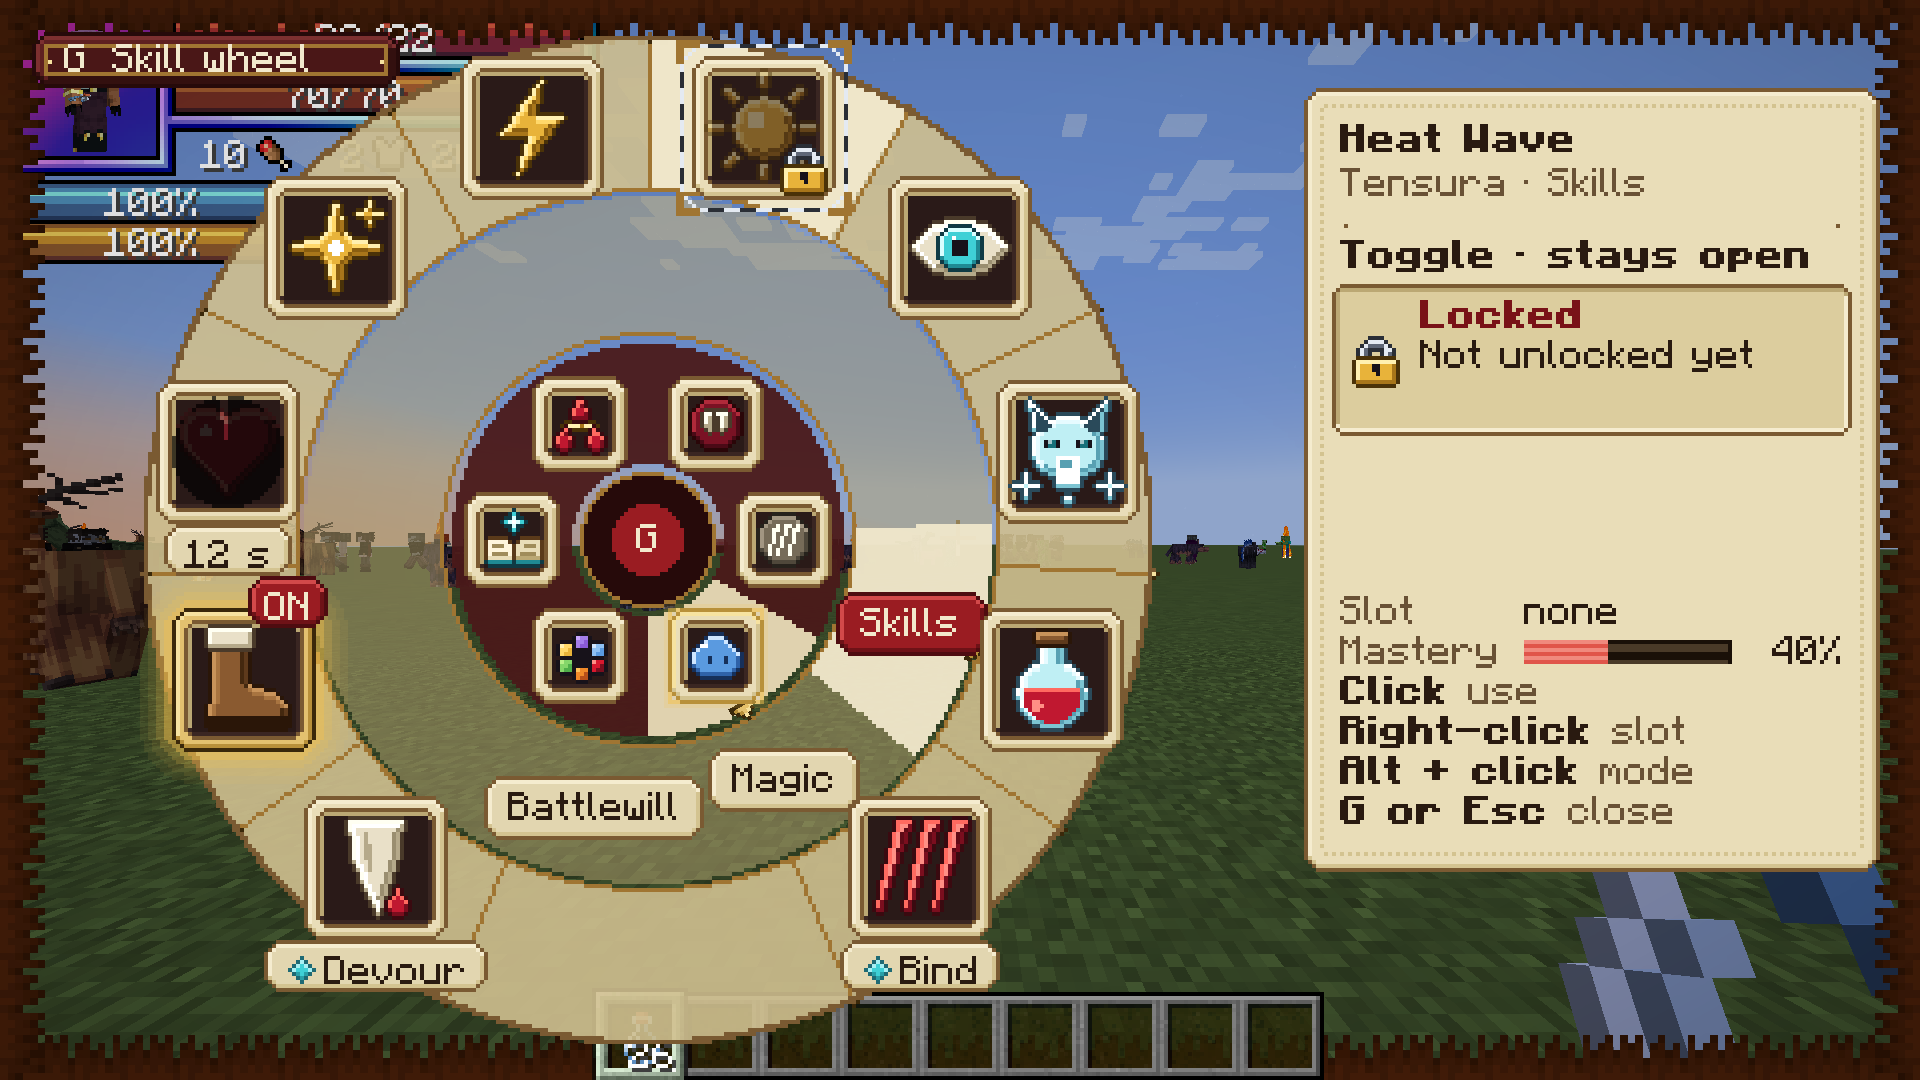 G Skill wheel
70/70
10
100%
100%
12 s
ON
G
Skills
Magic
Battlewill
Devour
Bind
26
Heat Wave
Tensura · Skills
Toggle · stays open
Locked
Not unlocked yet
Slot none
Mastery 40%
Click use
Right-click slot
Alt + click mode
G or Esc close